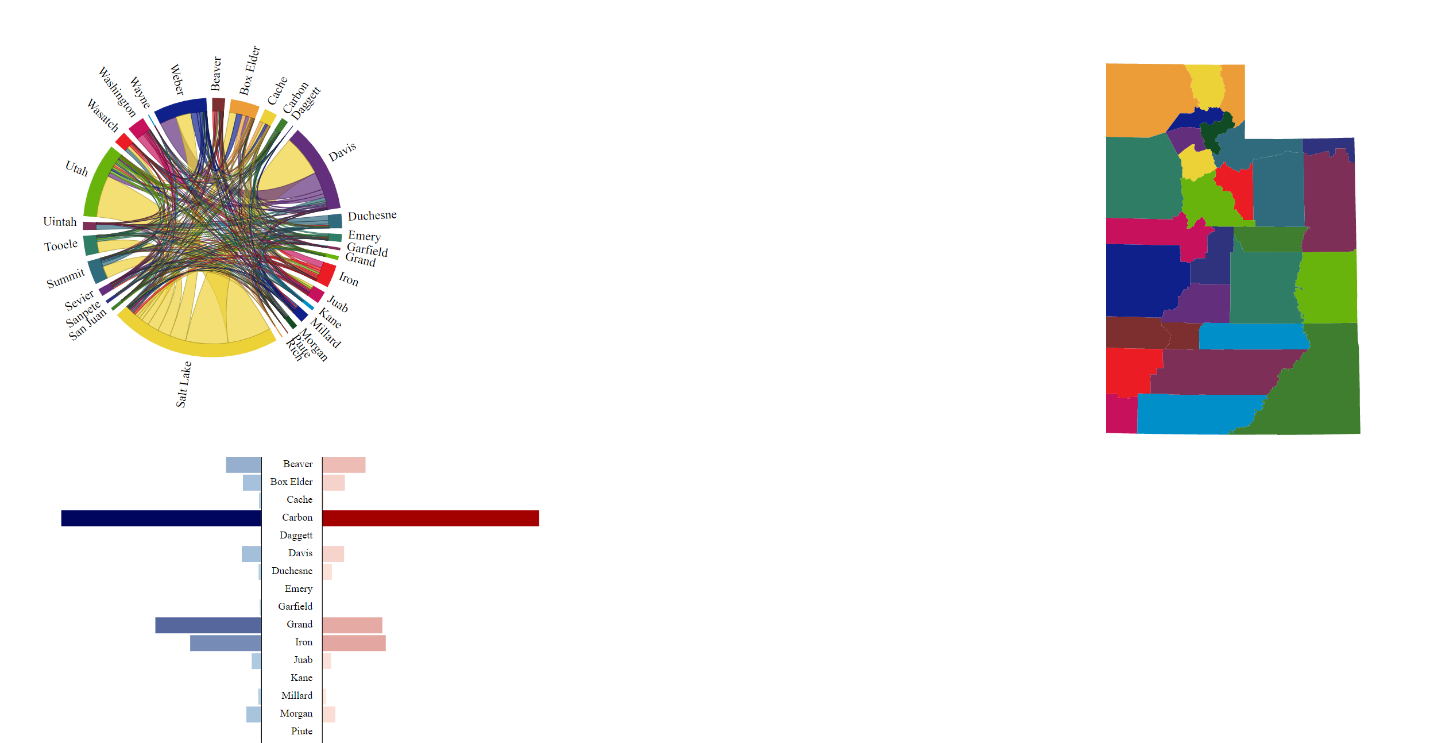 Beaver
Box Elder
Cache
Carbon
Daggett
Davis
Duchesne
Emery
Garfield
Grand
Iron
Juab
Kane
Millard
Morgan
Piute
Rich
Salt Lake
San Juan
Sanpete
Sevier
Summit
Tooele
Uintah
Utah
Wasatch
Washington
Wayne
Weber
Beaver
Box Elder
Cache
Carbon
Daggett
Davis
Duchesne
Emery
Garfield
Grand
Iron
Juab
Kane
Millard
Morgan
Piute